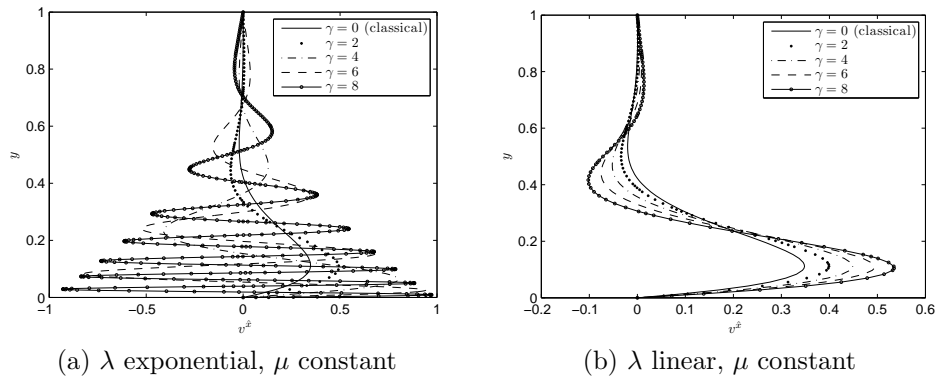 1
0.8
0.6
0.4
0.2
0
y
−1
−0.5
0
0.5
1
v^x̂
γ = 0 (classical)
γ = 2
γ = 4
γ = 6
γ = 8
(a) λ exponential, μ constant
1
0.8
0.6
0.4
0.2
0
y
−0.2
−0.1
0
0.1
0.2
0.3
0.4
0.5
0.6
v^x̂
γ = 0 (classical)
γ = 2
γ = 4
γ = 6
γ = 8
(b) λ linear, μ constant